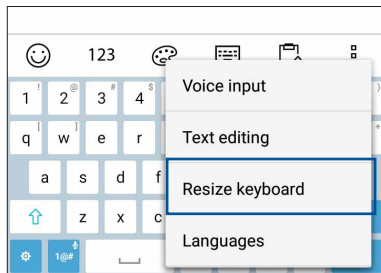 123
! @ # $ )
1 2 3 4
Voice input
[ ] +
q w e r
Text editing
a s d f
Resize keyboard
z x c
1@#
Languages